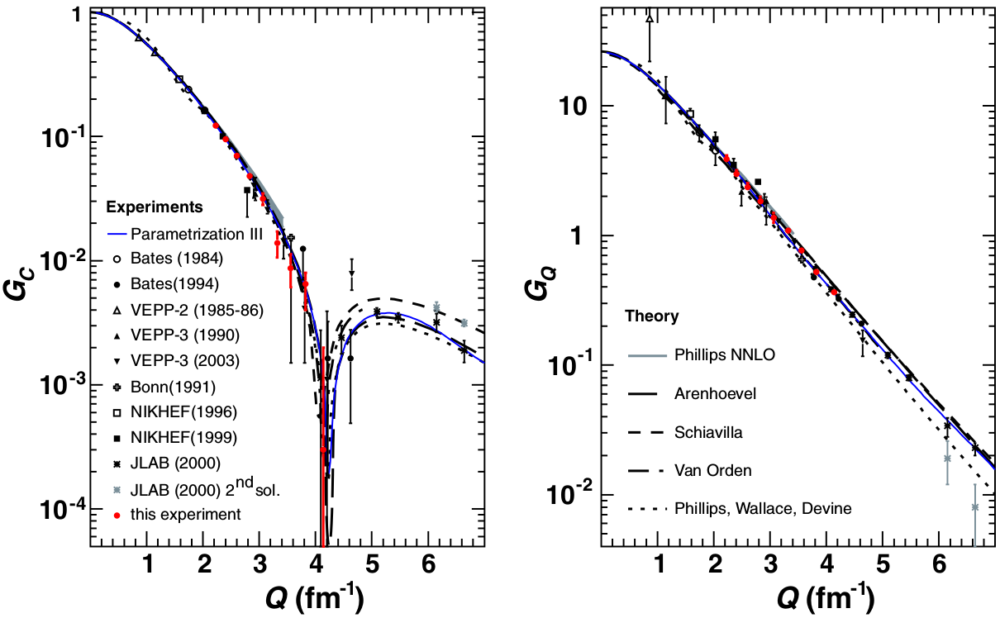 1
10-1
10-2
10-3
10-4
GC
Experiments
Parametrization III
Bates (1984)
Bates(1994)
VEPP-2 (1985-86)
VEPP-3 (1990)
VEPP-3 (2003)
Bonn(1991)
NIKHEF(1996)
NIKHEF(1999)
JLAB (2000)
JLAB (2000) 2nd sol.
this experiment
1 2 3 4 5 6
Q (fm-1)
10
1
10-1
10-2
GQ
Theory
Phillips NNLO
Arenhoevel
Schiavilla
Van Orden
Phillips, Wallace, Devine
1 2 3 4 5 6
Q (fm-1)